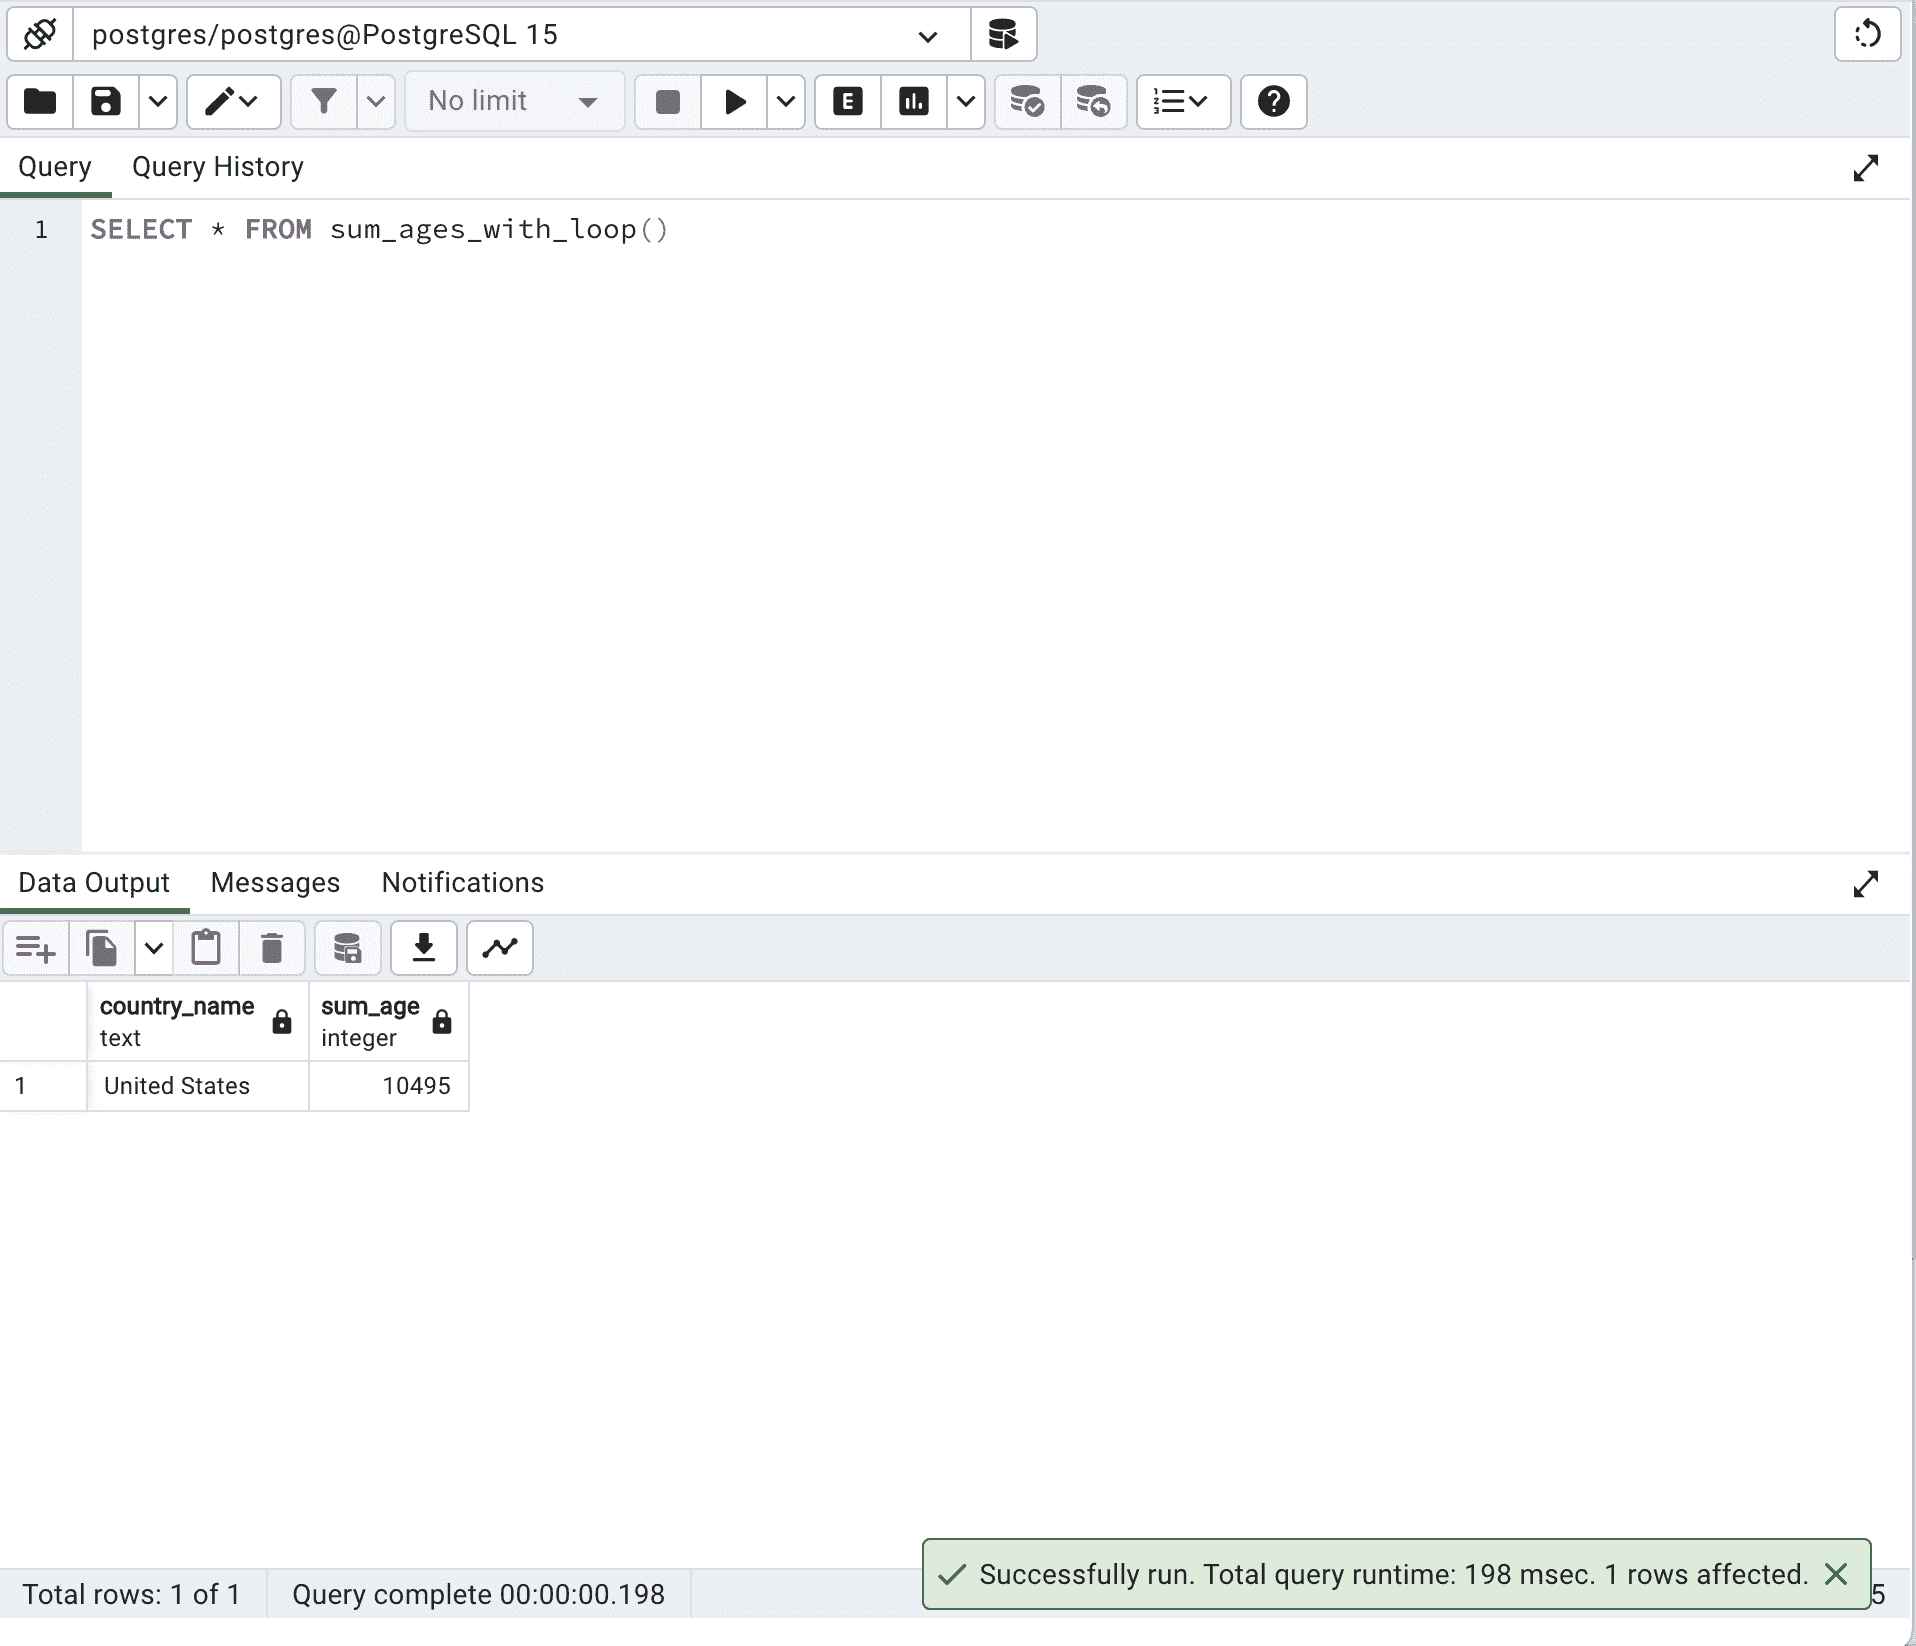 postgres/postgres@PostgreSQL 15
No limit
E
Query Query History
1 SELECT * FROM sum_ages_with_loop()
Data Output Messages Notifications
country_name sum_age
text integer
1 United States 10495
Successfully run. Total query runtime: 198 msec. 1 rows affected.
Total rows: 1 of 1 Query complete 00:00:00.198 5